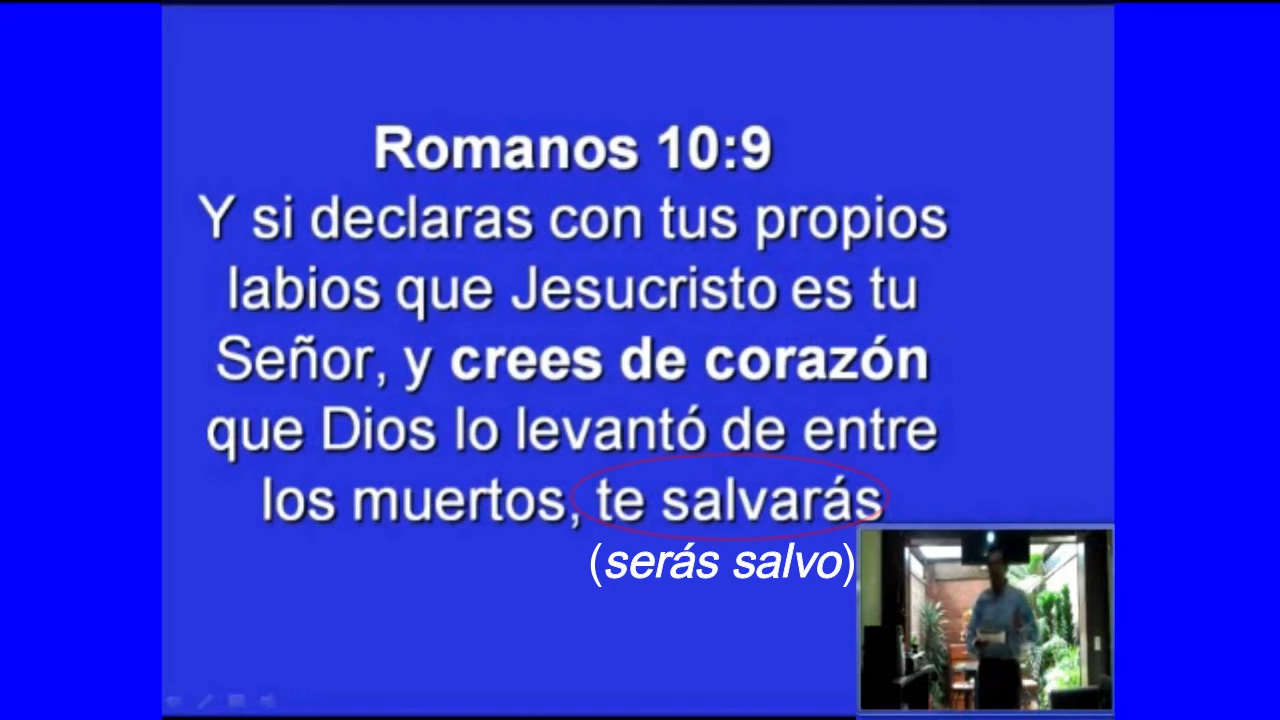 Romanos 10:9
Y si declaras con tus propios
labios que Jesucristo es tu
Señor, y crees de corazón
que Dios lo levantó de entre
los muertos, te salvarás
(serás salvo)